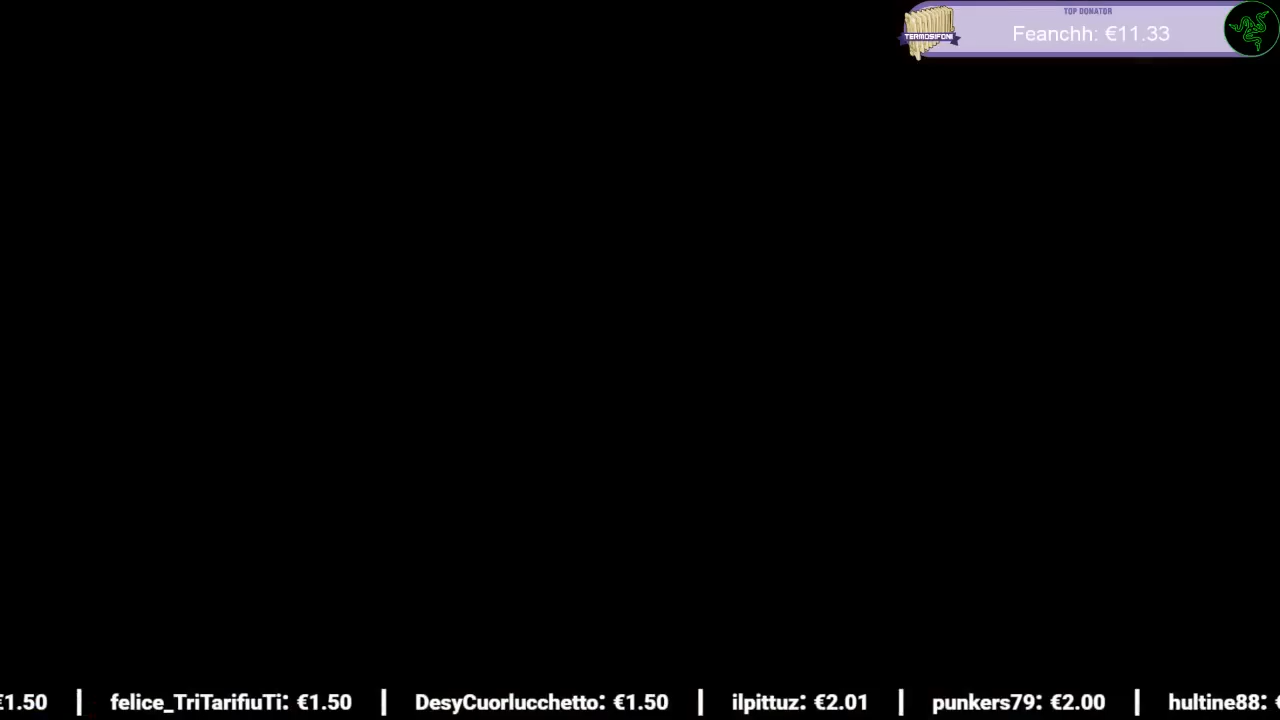 TOP DONATOR
TERMOSIFONI
Feanchh: €11.33
€1.50 | felice_TriTarifiuTi: €1.50 | DesyCuorlucchetto: €1.50 | ilpittuz: €2.01 | punkers79: €2.00 | hultine88: €